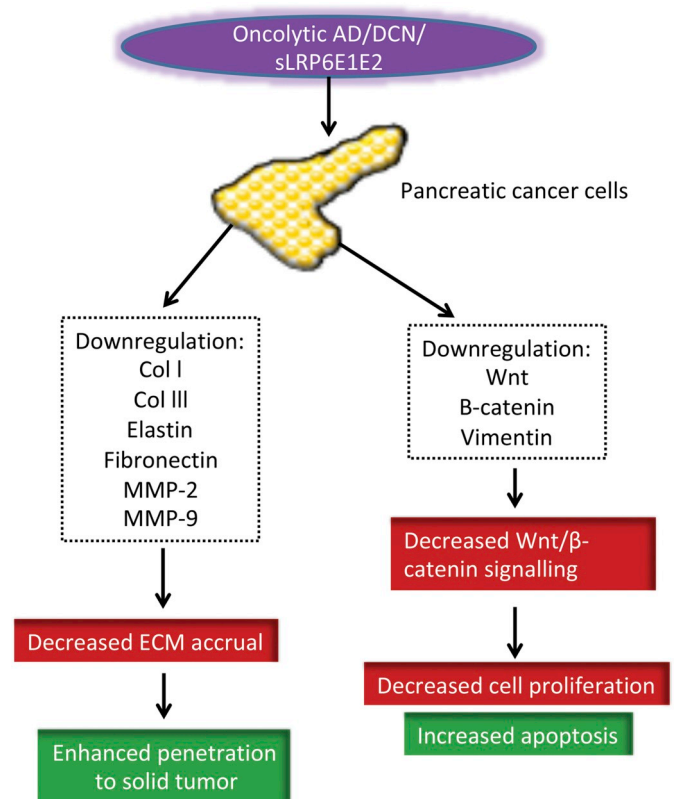 Oncolytic AD/DCN/
sLRP6E1E2
Pancreatic cancer cells
Downregulation:
Col I
Col III
Elastin
Fibronectin
MMP-2
MMP-9
Decreased ECM accrual
Enhanced penetration
to solid tumor
Downregulation:
Wnt
B-catenin
Vimentin
Decreased Wnt/β-
catenin signalling
Decreased cell proliferation
Increased apoptosis